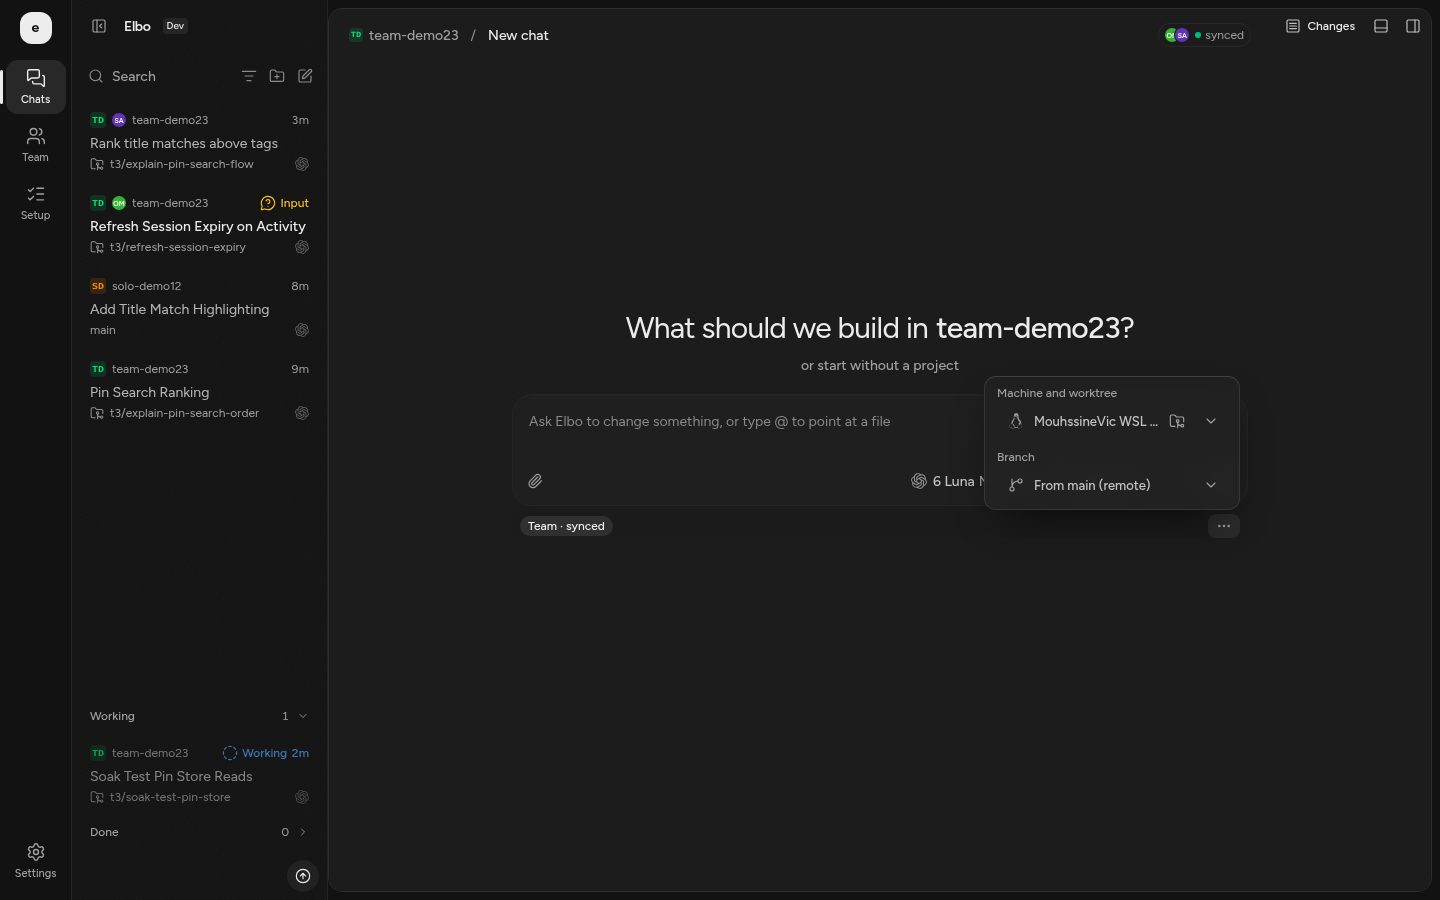 e
Chats
Team
Setup
Settings
Elbo Dev
Search
TD SA team-demo23 3m
Rank title matches above tags
t3/explain-pin-search-flow
TD OM team-demo23 Input
Refresh Session Expiry on Activity
t3/refresh-session-expiry
SD solo-demo12 8m
Add Title Match Highlighting
main
TD team-demo23 9m
Pin Search Ranking
t3/explain-pin-search-order
Working 1
TD team-demo23 Working 2m
Soak Test Pin Store Reads
t3/soak-test-pin-store
Done 0
TD team-demo23 / New chat
SA synced
Changes
What should we build in team-demo23?
or start without a project
Ask Elbo to change something, or type @ to point at a file
6 Luna
Machine and worktree
MouhssineVic WSL ...
Branch
From main (remote)
Team · synced